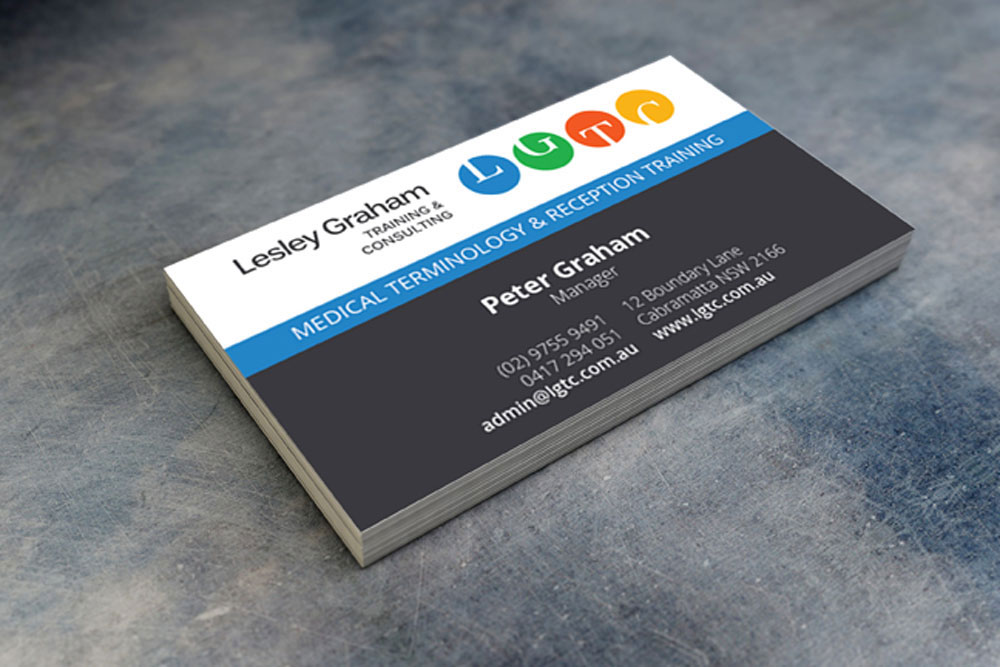 Lesley Graham
TRAINING &
CONSULTING
LGTC
MEDICAL TERMINOLOGY & RECEPTION TRAINING
Peter Graham
Manager
(02) 9755 9491
0417 294 051
admin@lgtc.com.au
12 Boundary Lane
Cabramatta NSW 2166
www.lgtc.com.au